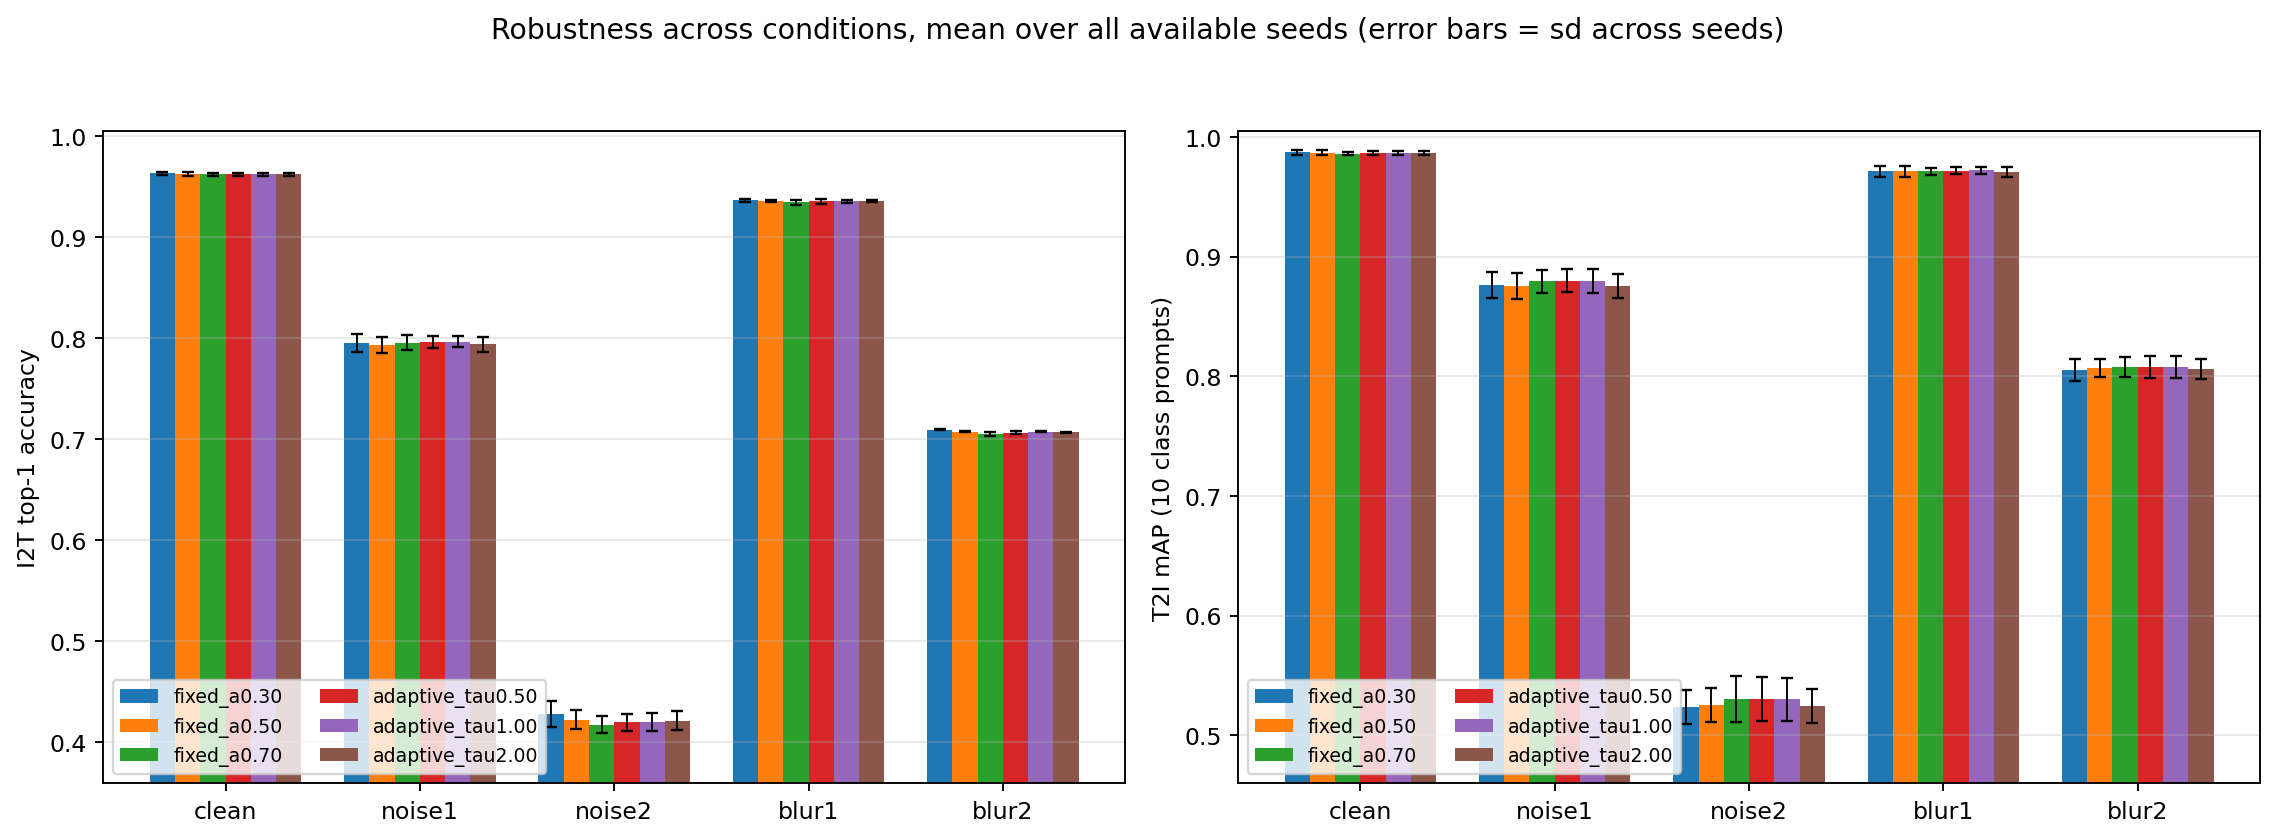 Robustness across conditions, mean over all available seeds (error bars = sd across seeds)
I2T top-1 accuracy
1.0
0.9
0.8
0.7
0.6
0.5
0.4
fixed_a0.30
fixed_a0.50
fixed_a0.70
adaptive_tau0.50
adaptive_tau1.00
adaptive_tau2.00
clean
noise1
noise2
blur1
blur2
T2I mAP (10 class prompts)
1.0
0.9
0.8
0.7
0.6
0.5
fixed_a0.30
fixed_a0.50
fixed_a0.70
adaptive_tau0.50
adaptive_tau1.00
adaptive_tau2.00
clean
noise1
noise2
blur1
blur2